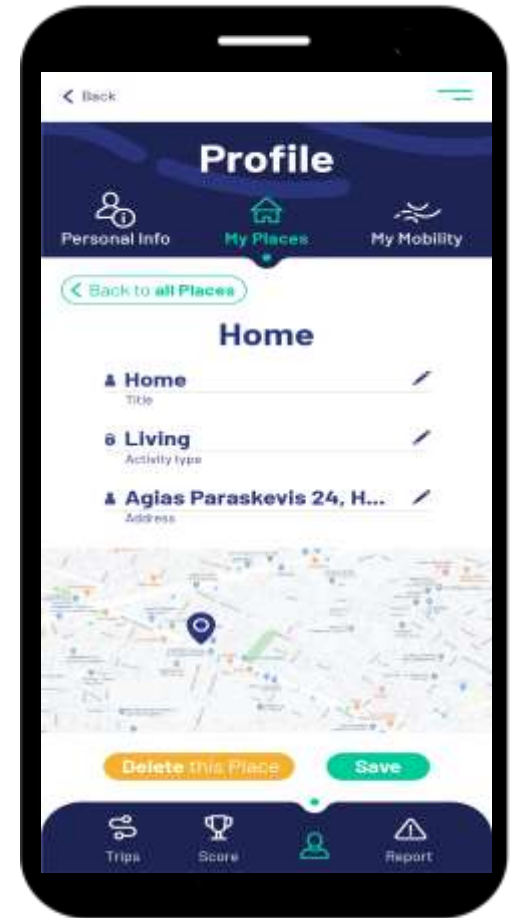 Back
Profile
Personal Info My Places My Mobility
Back to all Places
Home
Home
Title
Living
Activity type
Agias Paraskevis 24, H...
Address
Delete this Place Save
Trips Score Report